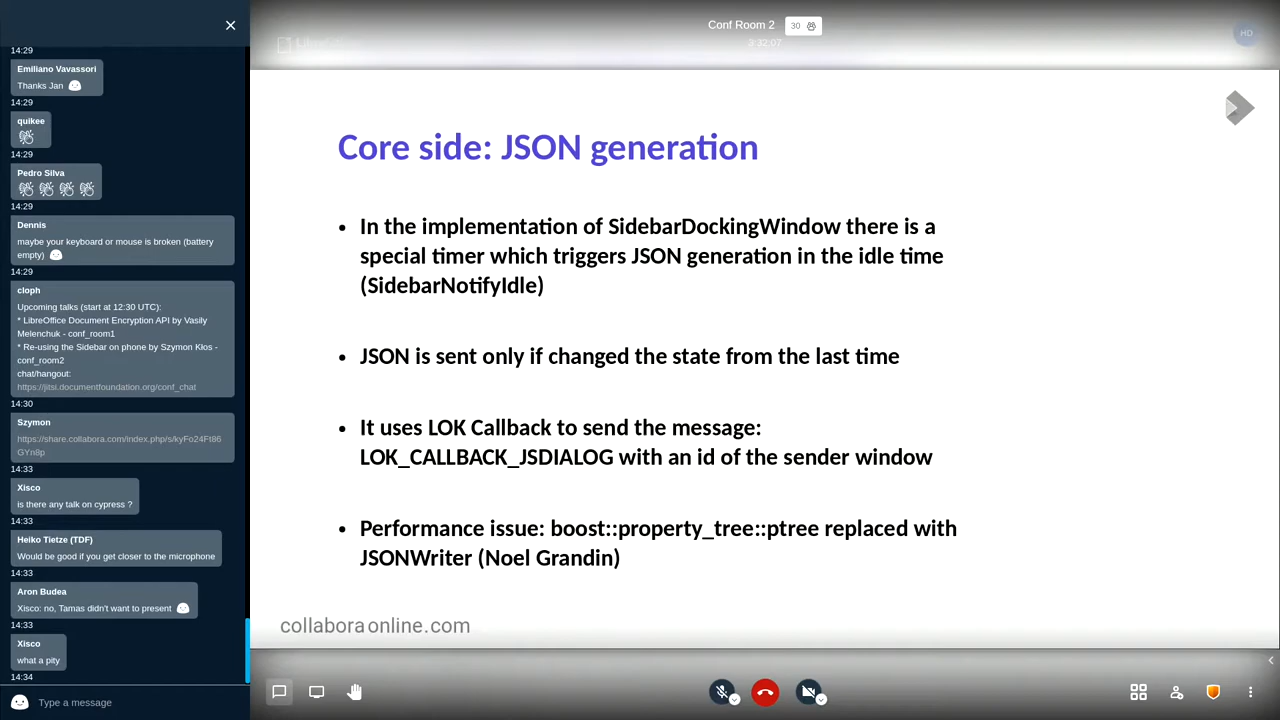 14:29
Emiliano Vavassori
Thanks Jan
14:29
quikee
14:29
Pedro Silva
14:29
Dennis
maybe your keyboard or mouse is broken (battery
empty)
14:29
cloph
Upcoming talks (start at 12:30 UTC):
* LibreOffice Document Encryption API by Vasily
Melenchuk - conf_room1
* Re-using the Sidebar on phone by Szymon Kłos -
conf_room2
chat/hangout:
https://jitsi.documentfoundation.org/conf_chat
14:30
Szymon
https://share.collabora.com/index.php/s/kyFo24Ft86
GYn8p
14:33
Xisco
is there any talk on cypress ?
14:33
Heiko Tietze (TDF)
Would be good if you get closer to the microphone
14:33
Aron Budea
Xisco: no, Tamas didn't want to present
14:33
Xisco
what a pity
14:34
Type a message
Conf Room 2
30
3:32:07
HD
Core side: JSON generation
• In the implementation of SidebarDockingWindow there is a
special timer which triggers JSON generation in the idle time
(SidebarNotifyIdle)
• JSON is sent only if changed the state from the last time
• It uses LOK Callback to send the message:
LOK_CALLBACK_JSDIALOG with an id of the sender window
• Performance issue: boost::property_tree::ptree replaced with
JSONWriter (Noel Grandin)
collaboraonline.com